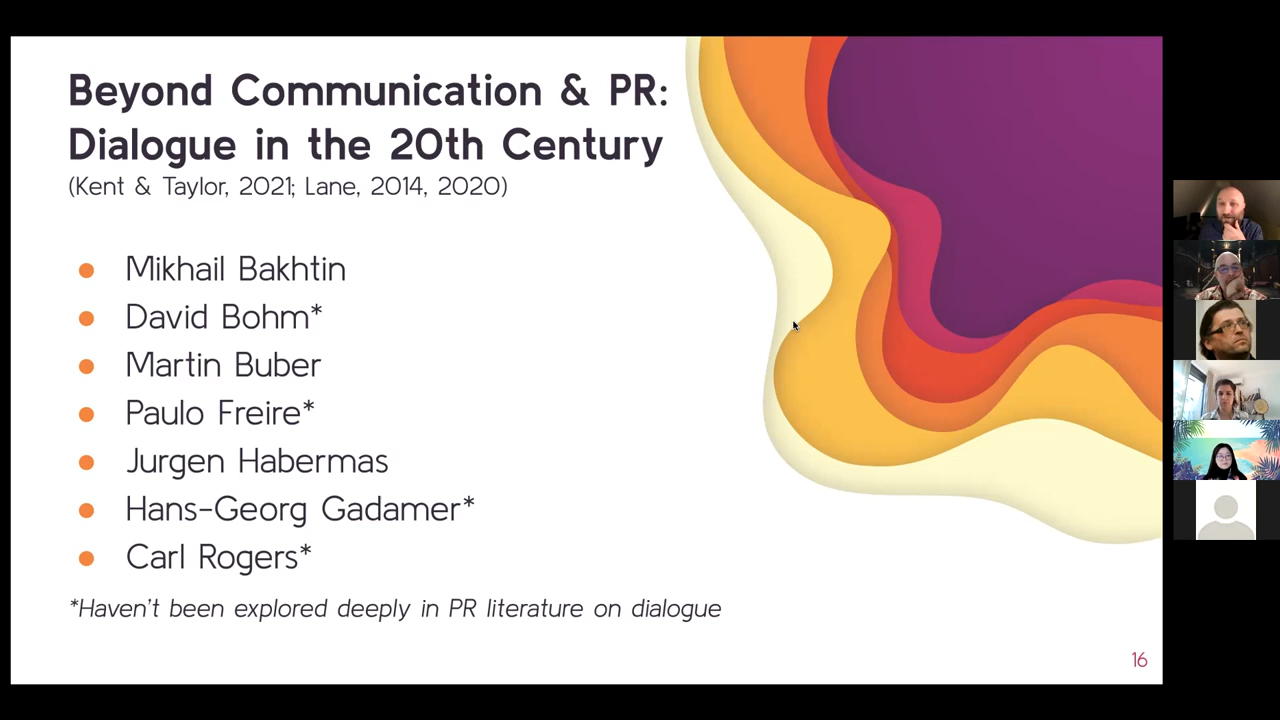 Beyond Communication & PR:
Dialogue in the 20th Century
(Kent & Taylor, 2021; Lane, 2014, 2020)
Mikhail Bakhtin
David Bohm*
Martin Buber
Paulo Freire*
Jurgen Habermas
Hans-Georg Gadamer*
Carl Rogers*
*Haven't been explored deeply in PR literature on dialogue
16